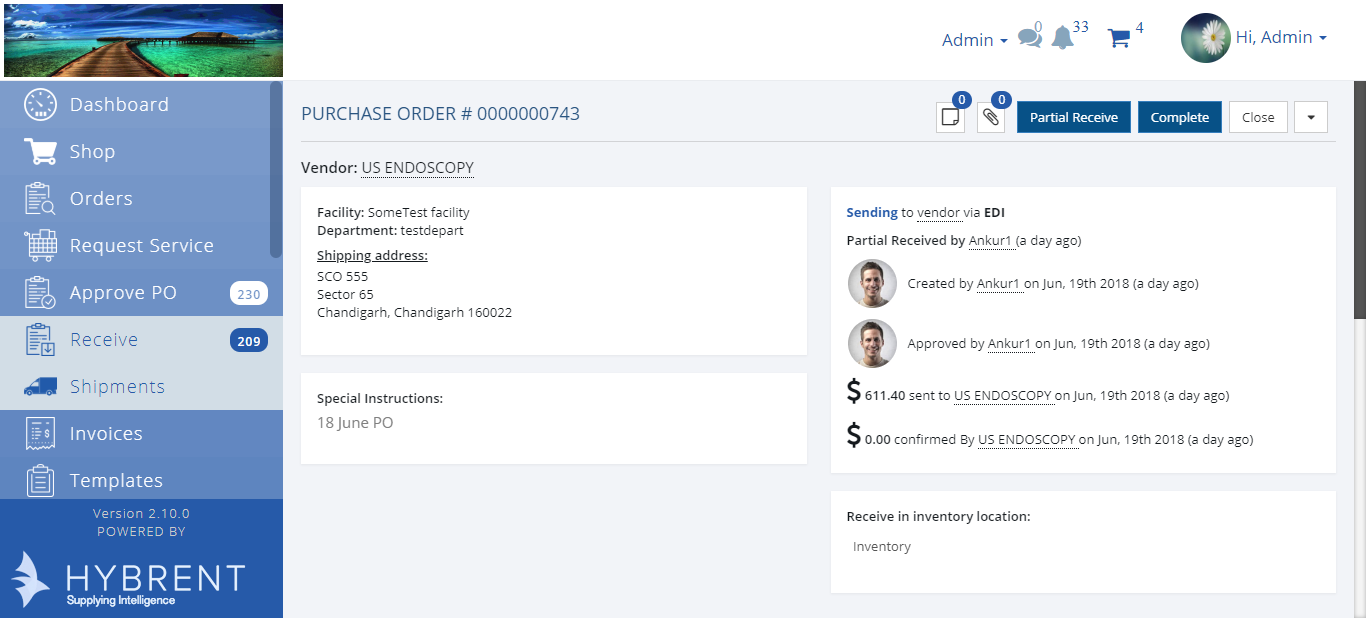 Admin
0
33
4
Hi, Admin
Dashboard
Shop
Orders
Request Service
Approve PO 230
Receive 209
Shipments
Invoices
Templates
Version 2.10.0
POWERED BY
HYBRENT
Supplying Intelligence
PURCHASE ORDER # 0000000743
0
0
Partial Receive
Complete
Close
Vendor: US ENDOSCOPY
Facility: SomeTest facility
Department: testdepart
Shipping address:
SCO 555
Sector 65
Chandigarh, Chandigarh 160022
Special Instructions:
18 June PO
Sending to vendor via EDI
Partial Received by Ankur1 (a day ago)
Created by Ankur1 on Jun, 19th 2018 (a day ago)
Approved by Ankur1 on Jun, 19th 2018 (a day ago)
$ 611.40 sent to US ENDOSCOPY on Jun, 19th 2018 (a day ago)
$ 0.00 confirmed By US ENDOSCOPY on Jun, 19th 2018 (a day ago)
Receive in inventory location:
Inventory